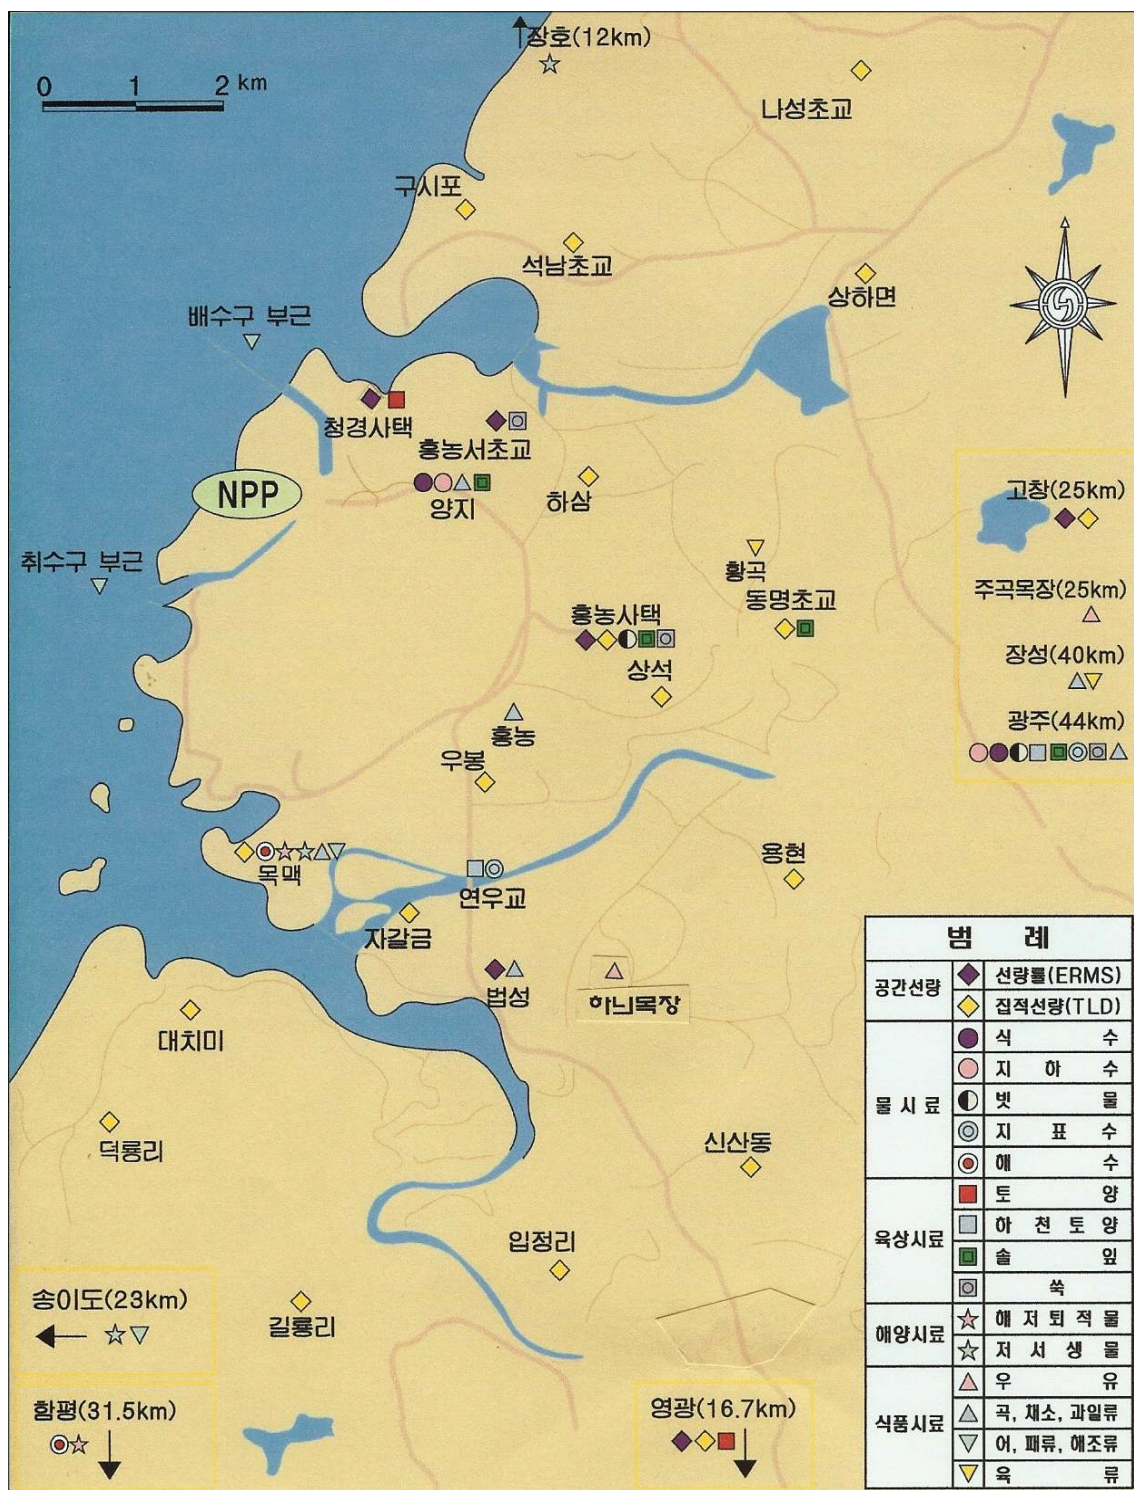 장호(12km)
0 1 2 km
나성초교
구시포
석남초교
상하면
배수구 부근
청경사택
홍농서초교
NPP
양지
하삼
고창(25km)
취수구 부근
황곡
동명초교
주곡목장(25km)
홍농사택
장성(40km)
상석
광주(44km)
홍농
우봉
목맥
용현
연우교
자갈금
법성
하늬목장
대치미
덕룡리
신산동
입정리
송이도(23km)
길룡리
함평(31.5km)
영광(16.7km)
범 례
공간선량
선량률(ERMS)
집적선량(TLD)
물 시 료
식 수
지 하 수
빗 물
지 표 수
해 수
육상시료
토 양
하 천 토 양
솔 잎
쑥
해양시료
해 저 퇴 적 물
저 서 생 물
식품시료
우 유
곡, 채소, 과일류
어, 패류, 해조류
육 류